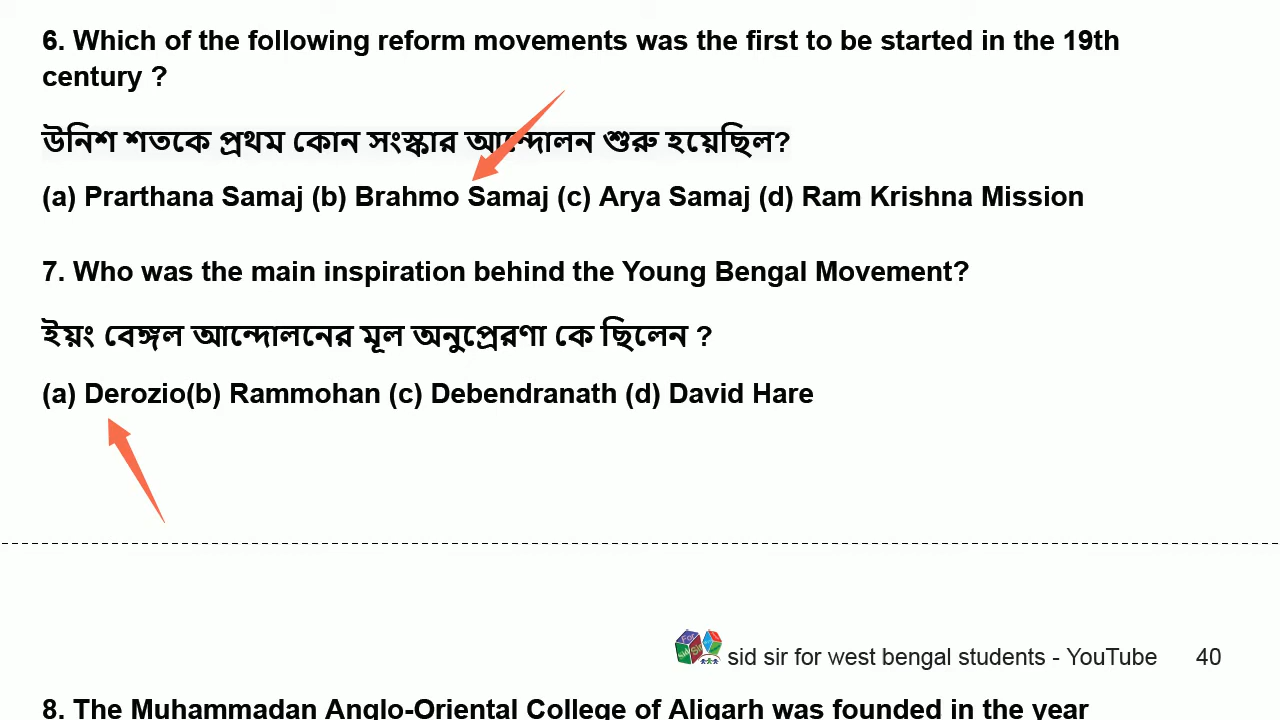 6. Which of the following reform movements was the first to be started in the 19th
century ?
উনিশ শতকে প্রথম কোন সংস্কার আন্দোলন শুরু হয়েছিল?
(a) Prarthana Samaj (b) Brahmo Samaj (c) Arya Samaj (d) Ram Krishna Mission
7. Who was the main inspiration behind the Young Bengal Movement?
ইয়ং বেঙ্গল আন্দোলনের মূল অনুপ্রেরণা কে ছিলেন ?
(a) Derozio(b) Rammohan (c) Debendranath (d) David Hare
sid sir for west bengal students - YouTube 40
8. The Muhammadan Anglo-Oriental College of Aligarh was founded in the year